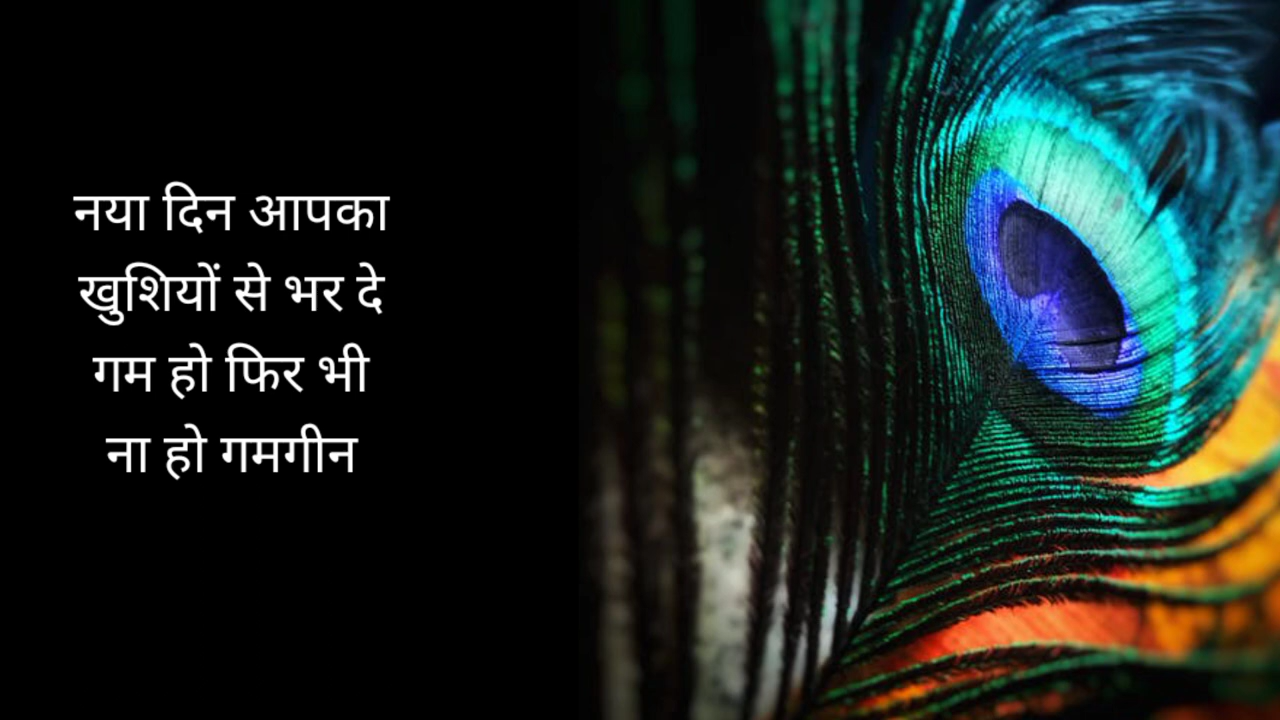 नया दिन आपका
खुशियों से भर दे
गम हो फिर भी
ना हो गमगीन